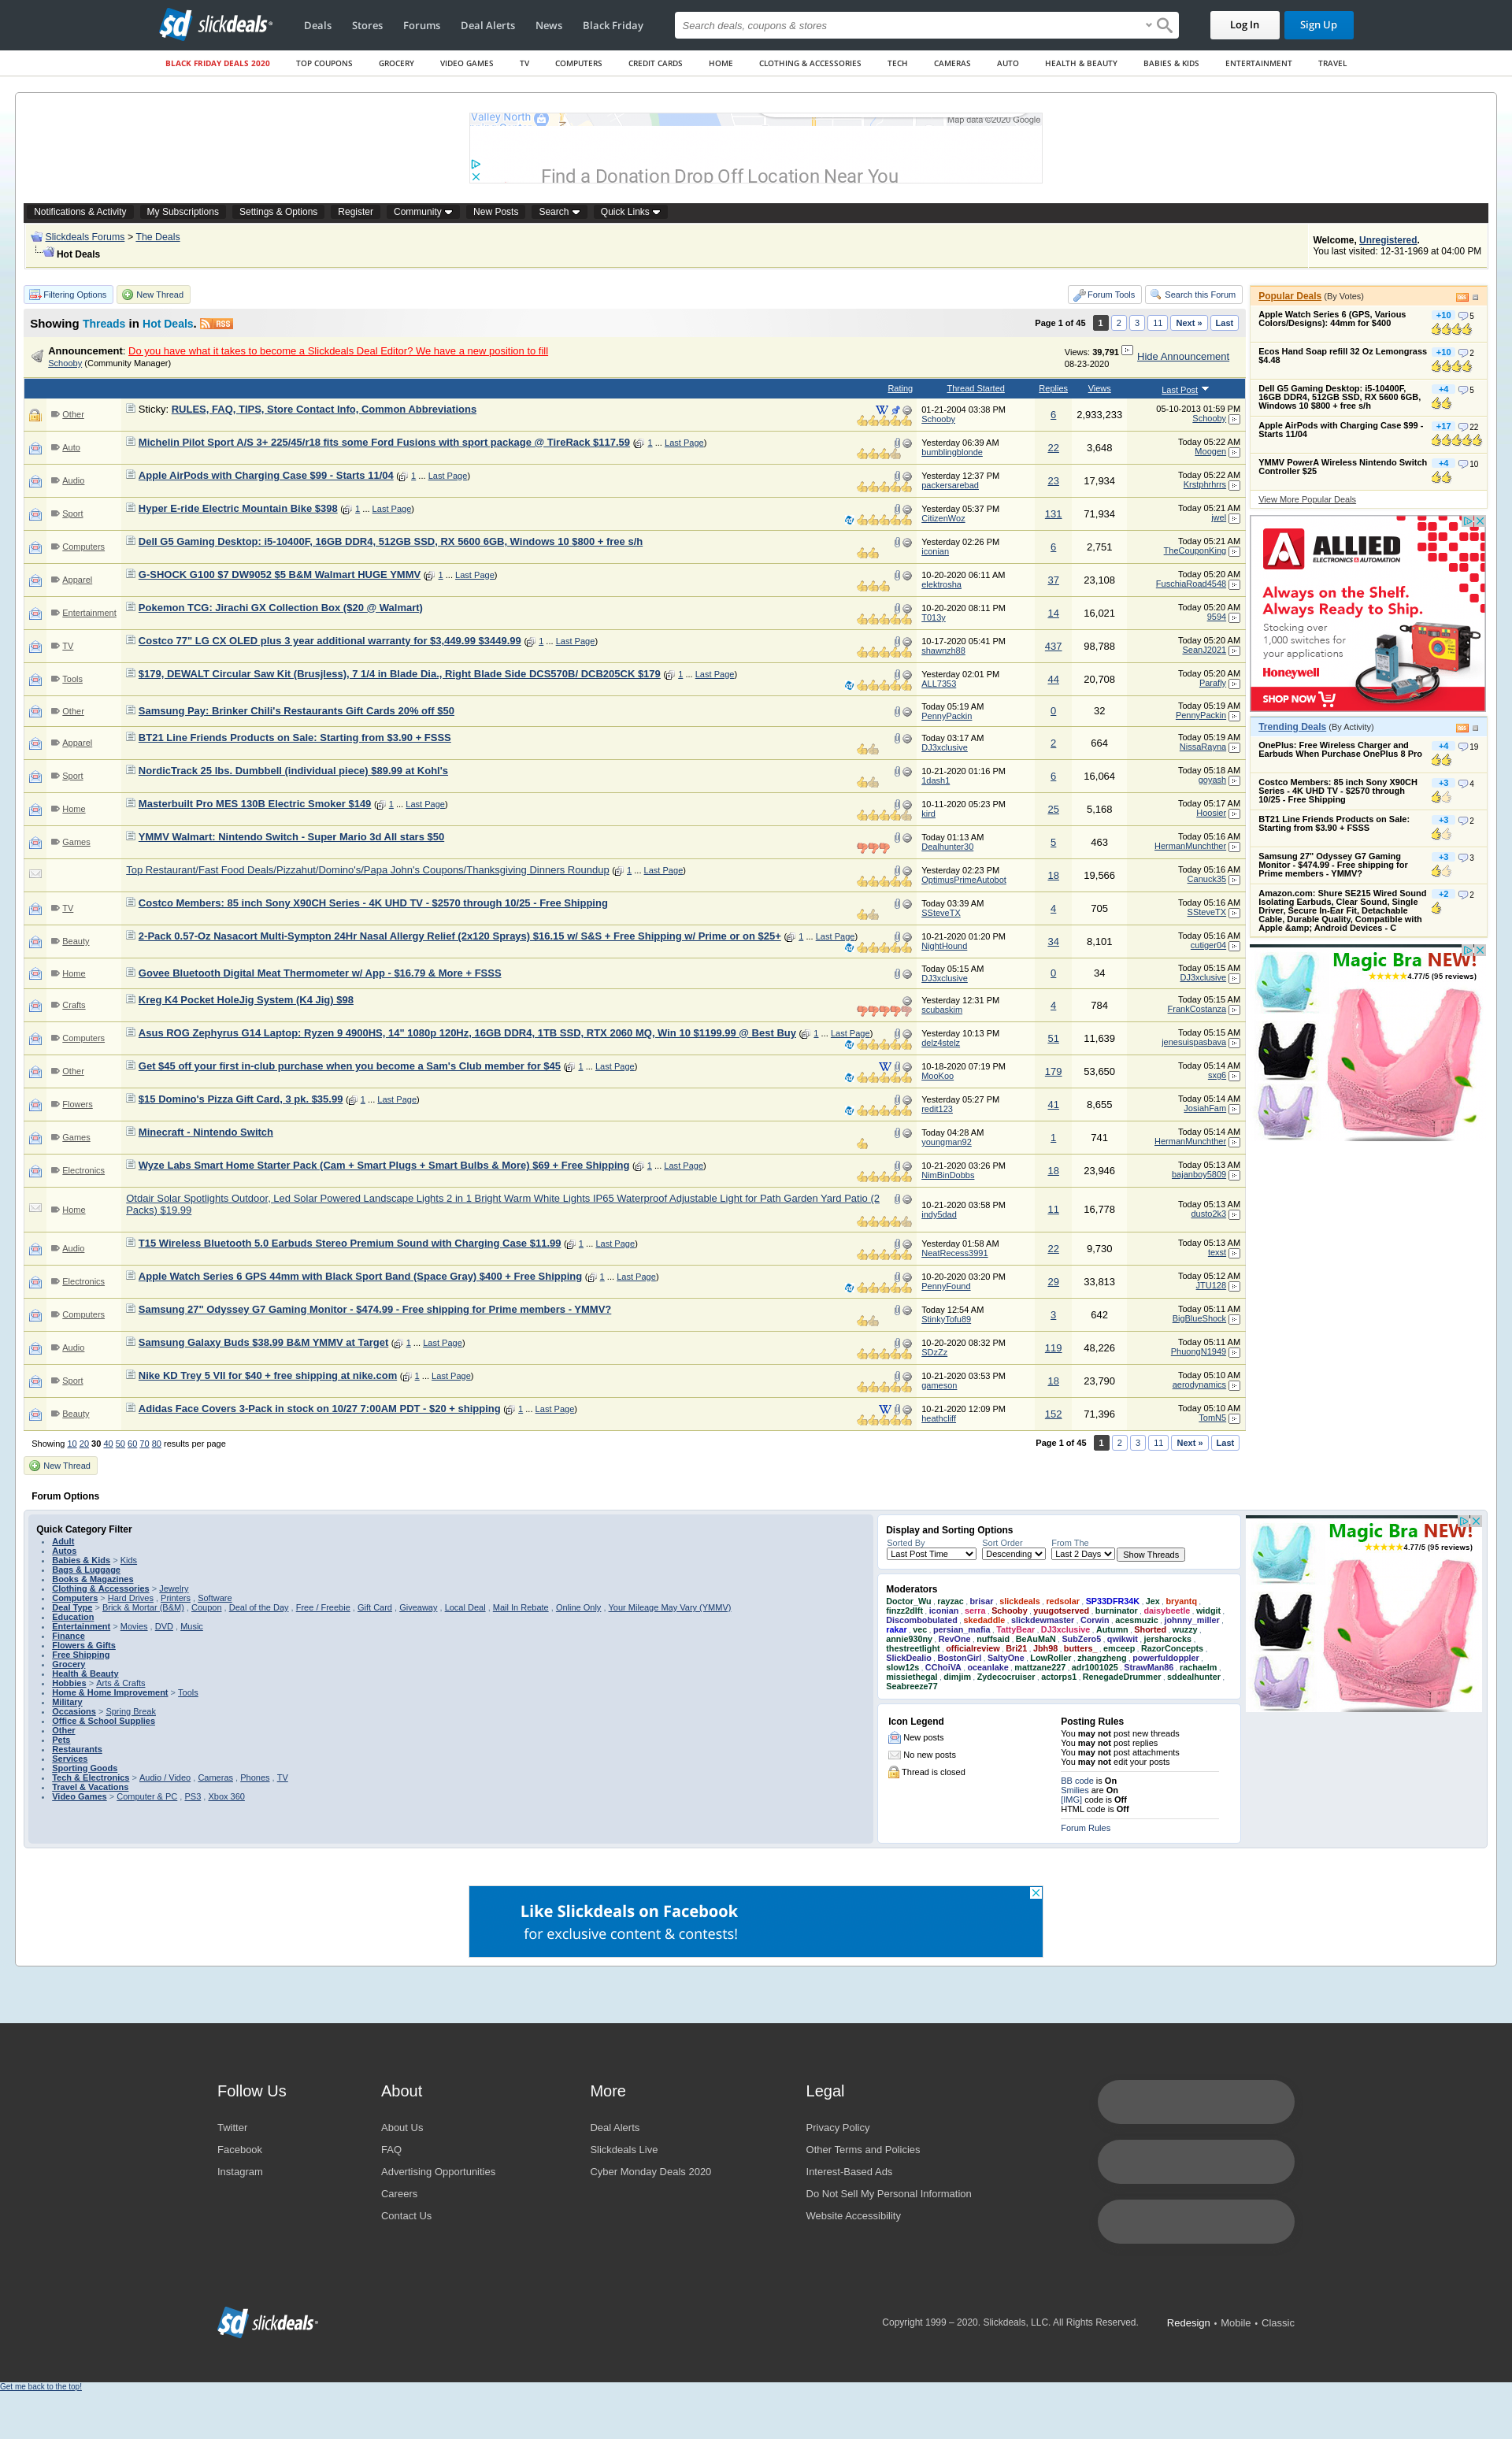 slickdeals
Deals Stores Forums Deal Alerts News Black Friday
Search deals, coupons & stores
Log In Sign Up
BLACK FRIDAY DEALS 2020 TOP COUPONS GROCERY VIDEO GAMES TV COMPUTERS CREDIT CARDS HOME CLOTHING & ACCESSORIES TECH CAMERAS AUTO HEALTH & BEAUTY BABIES & KIDS ENTERTAINMENT TRAVEL
Valley North
Map data ©2020 Google
Find a Donation Drop Off Location Near You
Notifications & Activity My Subscriptions Settings & Options Register Community New Posts Search Quick Links
Slickdeals Forums > The Deals
Hot Deals
Welcome, Unregistered.
You last visited: 12-31-1969 at 04:00 PM
Filtering Options New Thread Forum Tools Search this Forum
Showing Threads in Hot Deals. RSS
Page 1 of 45 1 2 3 11 Next » Last
Announcement: Do you have what it takes to become a Slickdeals Deal Editor? We have a new position to fill
Schooby (Community Manager)
Views: 39,791
08-23-2020
Hide Announcement
Rating Thread Started Replies Views Last Post
Other Sticky: RULES, FAQ, TIPS, Store Contact Info, Common Abbreviations 01-21-2004 03:38 PM Schooby 6 2,933,233 05-10-2013 01:59 PM Schooby
Auto Michelin Pilot Sport A/S 3+ 225/45/r18 fits some Ford Fusions with sport package @ TireRack $117.59 ( 1 ... Last Page) Yesterday 06:39 AM bumblingblonde 22 3,648 Today 05:22 AM Moogen
Audio Apple AirPods with Charging Case $99 - Starts 11/04 ( 1 ... Last Page) Yesterday 12:37 PM packersarebad 23 17,934 Today 05:22 AM Krstphrhrrs
Sport Hyper E-ride Electric Mountain Bike $398 ( 1 ... Last Page) Yesterday 05:37 PM CitizenWoz 131 71,934 Today 05:21 AM jwel
Computers Dell G5 Gaming Desktop: i5-10400F, 16GB DDR4, 512GB SSD, RX 5600 6GB, Windows 10 $800 + free s/h Yesterday 02:26 PM iconian 6 2,751 Today 05:21 AM TheCouponKing
Apparel G-SHOCK G100 $7 DW9052 $5 B&M Walmart HUGE YMMV ( 1 ... Last Page) 10-20-2020 06:11 AM elektrosha 37 23,108 Today 05:20 AM FuschiaRoad4548
Entertainment Pokemon TCG: Jirachi GX Collection Box ($20 @ Walmart) 10-20-2020 08:11 PM T013y 14 16,021 Today 05:20 AM 9594
TV Costco 77" LG CX OLED plus 3 year additional warranty for $3,449.99 $3449.99 ( 1 ... Last Page) 10-17-2020 05:41 PM shawnzh88 437 98,788 Today 05:20 AM SeanJ2021
Tools $179, DEWALT Circular Saw Kit (Brusjless), 7 1/4 in Blade Dia., Right Blade Side DCS570B/ DCB205CK $179 ( 1 ... Last Page) Yesterday 02:01 PM ALL7353 44 20,708 Today 05:20 AM Parafly
Other Samsung Pay: Brinker Chili's Restaurants Gift Cards 20% off $50 Today 05:19 AM PennyPackin 0 32 Today 05:19 AM PennyPackin
Apparel BT21 Line Friends Products on Sale: Starting from $3.90 + FSSS Today 03:17 AM DJ3xclusive 2 664 Today 05:19 AM NissaRayna
Sport NordicTrack 25 lbs. Dumbbell (individual piece) $89.99 at Kohl's 10-21-2020 01:16 PM 1dash1 6 16,064 Today 05:18 AM goyash
Home Masterbuilt Pro MES 130B Electric Smoker $149 ( 1 ... Last Page) 10-11-2020 05:23 PM kird 25 5,168 Today 05:17 AM Hoosier
Games YMMV Walmart: Nintendo Switch - Super Mario 3d All stars $50 Today 01:13 AM Dealhunter30 5 463 Today 05:16 AM HermanMunchther
Top Restaurant/Fast Food Deals/Pizzahut/Domino's/Papa John's Coupons/Thanksgiving Dinners Roundup ( 1 ... Last Page) Yesterday 02:23 PM OptimusPrimeAutobot 18 19,566 Today 05:16 AM Canuck35
TV Costco Members: 85 inch Sony X90CH Series - 4K UHD TV - $2570 through 10/25 - Free Shipping Today 03:39 AM SSteveTX 4 705 Today 05:16 AM SSteveTX
Beauty 2-Pack 0.57-Oz Nasacort Multi-Sympton 24Hr Nasal Allergy Relief (2x120 Sprays) $16.15 w/ S&S + Free Shipping w/ Prime or on $25+ ( 1 ... Last Page) 10-21-2020 01:20 PM NightHound 34 8,101 Today 05:16 AM cutiger04
Home Govee Bluetooth Digital Meat Thermometer w/ App - $16.79 & More + FSSS Today 05:15 AM DJ3xclusive 0 34 Today 05:15 AM DJ3xclusive
Crafts Kreg K4 Pocket HoleJig System (K4 Jig) $98 Yesterday 12:31 PM scubaskim 4 784 Today 05:15 AM FrankCostanza
Computers Asus ROG Zephyrus G14 Laptop: Ryzen 9 4900HS, 14" 1080p 120Hz, 16GB DDR4, 1TB SSD, RTX 2060 MQ, Win 10 $1199.99 @ Best Buy ( 1 ... Last Page) Yesterday 10:13 PM delz4stelz 51 11,639 Today 05:15 AM jenesuispasbava
Other Get $45 off your first in-club purchase when you become a Sam's Club member for $45 ( 1 ... Last Page) 10-18-2020 07:19 PM MooKoo 179 53,650 Today 05:14 AM sxg6
Flowers $15 Domino's Pizza Gift Card, 3 pk. $35.99 ( 1 ... Last Page) Yesterday 05:27 PM redit123 41 8,655 Today 05:14 AM JosiahFam
Games Minecraft - Nintendo Switch Today 04:28 AM youngman92 1 741 Today 05:14 AM HermanMunchther
Electronics Wyze Labs Smart Home Starter Pack (Cam + Smart Plugs + Smart Bulbs & More) $69 + Free Shipping ( 1 ... Last Page) 10-21-2020 03:26 PM NimBinDobbs 18 23,946 Today 05:13 AM bajanboy5809
Home Otdair Solar Spotlights Outdoor, Led Solar Powered Landscape Lights 2 in 1 Bright Warm White Lights IP65 Waterproof Adjustable Light for Path Garden Yard Patio (2 Packs) $19.99 10-21-2020 03:58 PM indy5dad 11 16,778 Today 05:13 AM dusto2k3
Audio T15 Wireless Bluetooth 5.0 Earbuds Stereo Premium Sound with Charging Case $11.99 ( 1 ... Last Page) Yesterday 01:58 AM NeatRecess3991 22 9,730 Today 05:13 AM texst
Electronics Apple Watch Series 6 GPS 44mm with Black Sport Band (Space Gray) $400 + Free Shipping ( 1 ... Last Page) 10-20-2020 03:20 PM PennyFound 29 33,813 Today 05:12 AM JTU128
Computers Samsung 27" Odyssey G7 Gaming Monitor - $474.99 - Free shipping for Prime members - YMMV? Today 12:54 AM StinkyTofu89 3 642 Today 05:11 AM BigBlueShock
Audio Samsung Galaxy Buds $38.99 B&M YMMV at Target ( 1 ... Last Page) 10-20-2020 08:32 PM SDzZz 119 48,226 Today 05:11 AM PhuongN1949
Sport Nike KD Trey 5 VII for $40 + free shipping at nike.com ( 1 ... Last Page) 10-21-2020 03:53 PM gameson 18 23,790 Today 05:10 AM aerodynamics
Beauty Adidas Face Covers 3-Pack in stock on 10/27 7:00AM PDT - $20 + shipping ( 1 ... Last Page) 10-21-2020 12:09 PM heathcliff 152 71,396 Today 05:10 AM TomN5
Showing 10 20 30 40 50 60 70 80 results per page
Page 1 of 45 1 2 3 11 Next » Last
New Thread
Popular Deals (By Votes)
Apple Watch Series 6 (GPS, Various Colors/Designs): 44mm for $400 +10 5
Ecos Hand Soap refill 32 Oz Lemongrass $4.48 +10 2
Dell G5 Gaming Desktop: i5-10400F, 16GB DDR4, 512GB SSD, RX 5600 6GB, Windows 10 $800 + free s/h +4 5
Apple AirPods with Charging Case $99 - Starts 11/04 +17 22
YMMV PowerA Wireless Nintendo Switch Controller $25 +4 10
View More Popular Deals
ALLIED
ELECTRONICS & AUTOMATION
Always on the Shelf.
Always Ready to Ship.
Stocking over
1,000 switches for
immediate shipment
Honeywell
SHOP NOW
Trending Deals (By Activity)
OnePlus: Free Wireless Charger and Earbuds When Purchase OnePlus 8 Pro +4 19
Costco Members: 85 inch Sony X90CH Series - 4K UHD TV - $2570 through 10/25 - Free Shipping +3 4
BT21 Line Friends Products on Sale: Starting from $3.90 + FSSS +3 2
Samsung 27" Odyssey G7 Gaming Monitor - $474.99 - Free shipping for Prime members - YMMV? +3 3
Amazon.com: Shure SE215 Wired Sound Isolating Earbuds, Clear Sound, Single Driver, Secure In-Ear Fit, Detachable Cable, Durable Quality, Compatible with Apple &amp; Android Devices - C +2 2
Magic Bra NEW!
4.77/5 (95 reviews)
Forum Options
Quick Category Filter
Adult
Autos
Babies & Kids > Kids
Bags & Luggage
Books & Magazines
Clothing & Accessories > Jewelry
Computers > Hard Drives , Printers , Software
Deal Type > Brick & Mortar (B&M) , Coupon , Deal of the Day , Free / Freebie , Gift Card , Giveaway , Local Deal , Mail In Rebate , Online Only , Your Mileage May Vary (YMMV)
Education
Entertainment > Movies , DVD , Music
Finance
Flowers & Gifts
Free Shipping
Grocery
Health & Beauty
Hobbies > Arts & Crafts
Home & Home Improvement > Tools
Military
Occasions > Spring Break
Office & School Supplies
Other
Pets
Restaurants
Services
Sporting Goods
Tech & Electronics > Audio / Video , Cameras , Phones , TV
Travel & Vacations
Video Games > Computer & PC , PS3 , Xbox 360
Display and Sorting Options
Sorted By Sort Order From The
Last Post Time Descending Last 2 Days Show Threads
Moderators
Doctor_Wu , rayzac , brisar , slickdeals , redsolar , SP33DFR34K , Jex , bryantq ,
finzz2dlft , iconian , serra , Schooby , yuugotserved , burninator , daisybeetle , widgit ,
Discombobulated , skedaddle , slickdewmaster , Corwin , acesmuzic , johnny_miller ,
rakar , vec , persian_mafia , TattyBear , DJ3xclusive , Autumn , Shorted , wuzzy ,
annie930ny , RevOne , nuffsaid , BeAuMaN , SubZero5 , qwikwit , jersharocks ,
thestreetlight , officialreview , Bri21 , Jbh98 , butters_ , emceep , RazorConcepts ,
SlickDealio , BostonGirl , SaltyOne , LowRoller , zhangzheng , powerfuldoppler ,
slow12s , CChoiVA , oceanlake , mattzane227 , adr1001025 , StrawMan86 , rachaelm ,
missiethegal , dimjim , Zydecocruiser , actorps1 , RenegadeDrummer , sddealhunter ,
Seabreeze77
Icon Legend
New posts
No new posts
Thread is closed
Posting Rules
You may not post new threads
You may not post replies
You may not post attachments
You may not edit your posts
BB code is On
Smilies are On
[IMG] code is Off
HTML code is Off
Forum Rules
Magic Bra NEW!
4.77/5 (95 reviews)
Like Slickdeals on Facebook
for exclusive content & contests!
Follow Us
Twitter
Facebook
Instagram
About
About Us
FAQ
Advertising Opportunities
Careers
Contact Us
More
Deal Alerts
Slickdeals Live
Cyber Monday Deals 2020
Legal
Privacy Policy
Other Terms and Policies
Interest-Based Ads
Do Not Sell My Personal Information
Website Accessibility
slickdeals
Copyright 1999 – 2020. Slickdeals, LLC. All Rights Reserved.
Redesign • Mobile • Classic
Get me back to the top!